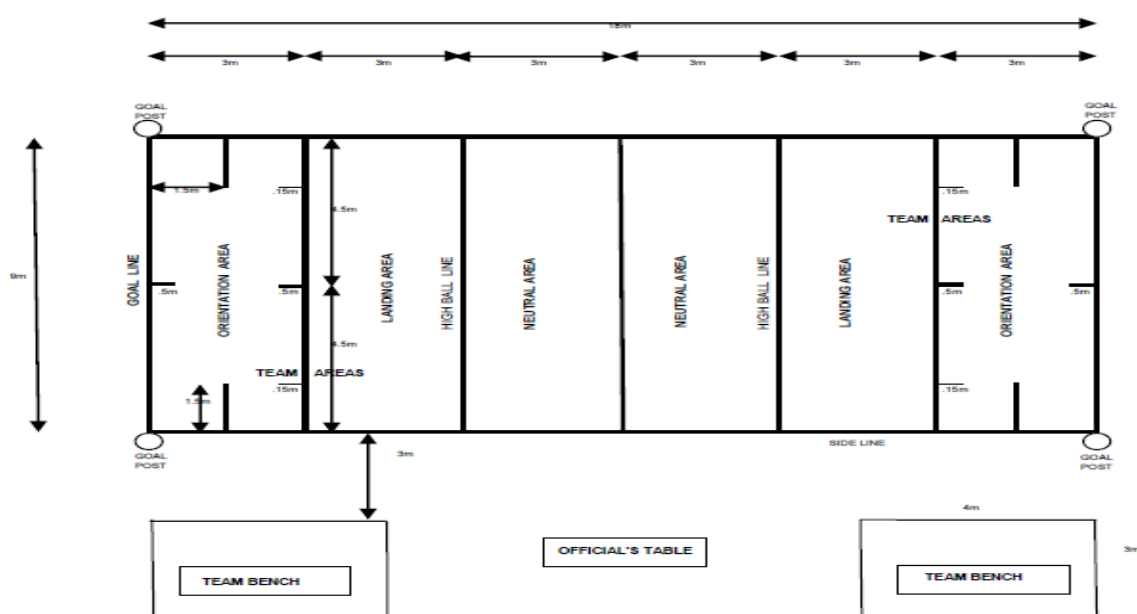 18m
3m 3m 3m 3m 3m 3m
GOAL
POST
GOAL
POST
1.5m
.15m
.15m
4.5m
TEAM AREAS
9m
GOAL LINE
ORIENTATION AREA
LANDING AREA
HIGH BALL LINE
NEUTRAL AREA
NEUTRAL AREA
HIGH BALL LINE
LANDING AREA
ORIENTATION AREA
.5m
.5m
.5m
.5m
4.5m
TEAM AREAS
.15m
.15m
1.5m
SIDE LINE
GOAL
POST
3m
GOAL
POST
4m
OFFICIAL'S TABLE
3m
TEAM BENCH
TEAM BENCH